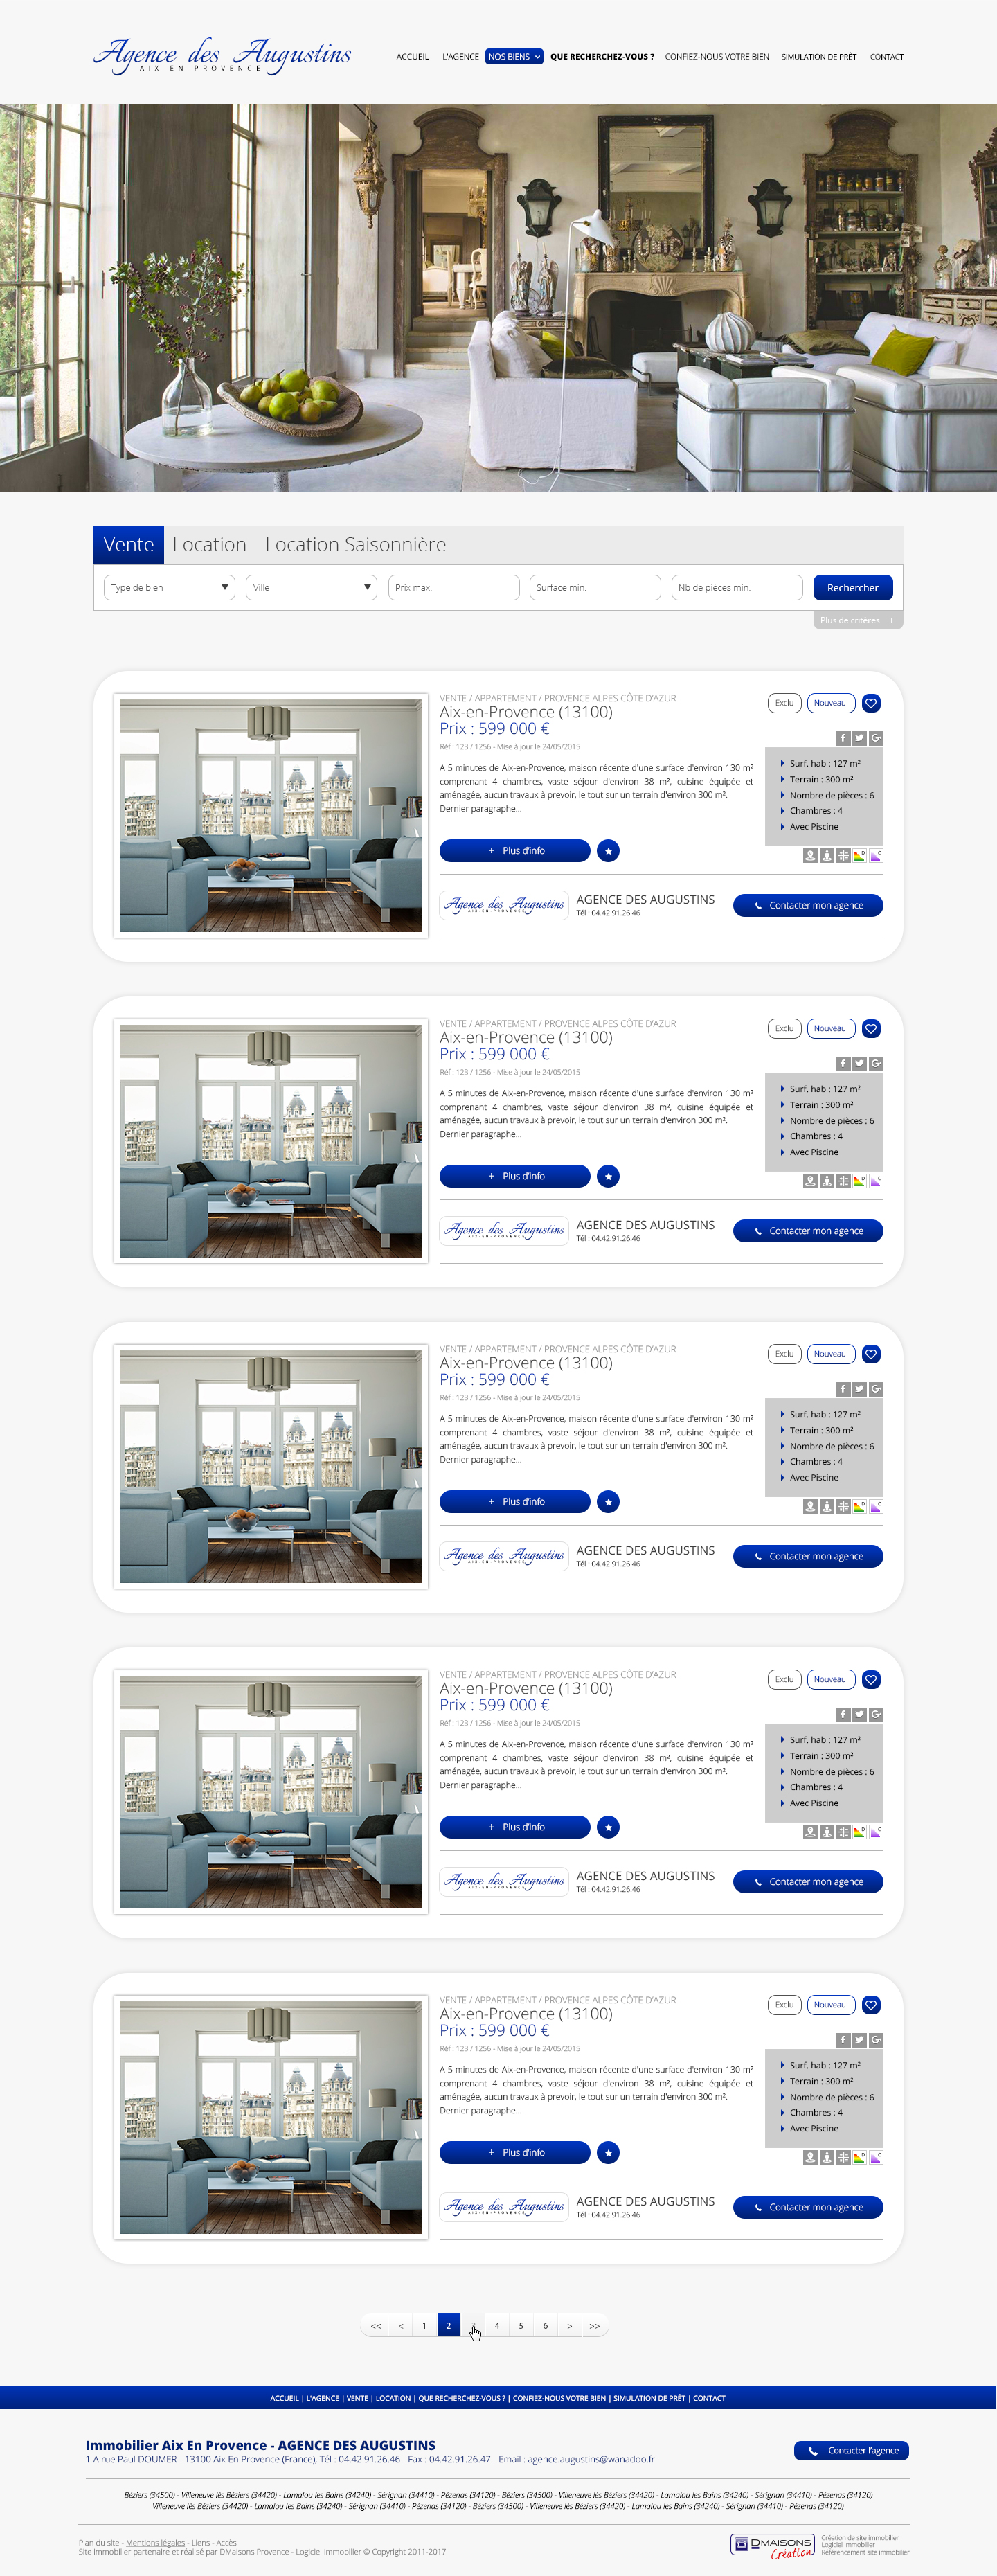 Agence des Augustins
AIX-EN-PROVENCE
ACCUEIL L'AGENCE NOS BIENS QUE RECHERCHEZ-VOUS ? CONFIEZ-NOUS VOTRE BIEN SIMULATION DE PRÊT CONTACT
Vente Location Location Saisonnière
Type de bien Ville Prix max. Surface min. Nb de pièces min. Rechercher
Plus de critères +
VENTE / APPARTEMENT / PROVENCE ALPES CÔTE D'AZUR
Aix-en-Provence (13100)
Prix : 599 000 €
Réf : 123 / 1256 - Mise à jour le 24/05/2015
A 5 minutes de Aix-en-Provence, maison récente d'une surface d'environ 130 m²
comprenant 4 chambres, vaste séjour d'environ 38 m², cuisine équipée et
aménagée, aucun travaux à prevoir, le tout sur un terrain d'environ 300 m².
Dernier paragraphe...
Exclu Nouveau
Surf. hab : 127 m²
Terrain : 300 m²
Nombre de pièces : 6
Chambres : 4
Avec Piscine
D C
+ Plus d'info
Agence des Augustins
AIX-EN-PROVENCE
AGENCE DES AUGUSTINS
Tél : 04.42.91.26.46
Contacter mon agence
VENTE / APPARTEMENT / PROVENCE ALPES CÔTE D'AZUR
Aix-en-Provence (13100)
Prix : 599 000 €
Réf : 123 / 1256 - Mise à jour le 24/05/2015
A 5 minutes de Aix-en-Provence, maison récente d'une surface d'environ 130 m²
comprenant 4 chambres, vaste séjour d'environ 38 m², cuisine équipée et
aménagée, aucun travaux à prevoir, le tout sur un terrain d'environ 300 m².
Dernier paragraphe...
Exclu Nouveau
Surf. hab : 127 m²
Terrain : 300 m²
Nombre de pièces : 6
Chambres : 4
Avec Piscine
D C
+ Plus d'info
Agence des Augustins
AIX-EN-PROVENCE
AGENCE DES AUGUSTINS
Tél : 04.42.91.26.46
Contacter mon agence
VENTE / APPARTEMENT / PROVENCE ALPES CÔTE D'AZUR
Aix-en-Provence (13100)
Prix : 599 000 €
Réf : 123 / 1256 - Mise à jour le 24/05/2015
A 5 minutes de Aix-en-Provence, maison récente d'une surface d'environ 130 m²
comprenant 4 chambres, vaste séjour d'environ 38 m², cuisine équipée et
aménagée, aucun travaux à prevoir, le tout sur un terrain d'environ 300 m².
Dernier paragraphe...
Exclu Nouveau
Surf. hab : 127 m²
Terrain : 300 m²
Nombre de pièces : 6
Chambres : 4
Avec Piscine
D C
+ Plus d'info
Agence des Augustins
AIX-EN-PROVENCE
AGENCE DES AUGUSTINS
Tél : 04.42.91.26.46
Contacter mon agence
VENTE / APPARTEMENT / PROVENCE ALPES CÔTE D'AZUR
Aix-en-Provence (13100)
Prix : 599 000 €
Réf : 123 / 1256 - Mise à jour le 24/05/2015
A 5 minutes de Aix-en-Provence, maison récente d'une surface d'environ 130 m²
comprenant 4 chambres, vaste séjour d'environ 38 m², cuisine équipée et
aménagée, aucun travaux à prevoir, le tout sur un terrain d'environ 300 m².
Dernier paragraphe...
Exclu Nouveau
Surf. hab : 127 m²
Terrain : 300 m²
Nombre de pièces : 6
Chambres : 4
Avec Piscine
D C
+ Plus d'info
Agence des Augustins
AIX-EN-PROVENCE
AGENCE DES AUGUSTINS
Tél : 04.42.91.26.46
Contacter mon agence
VENTE / APPARTEMENT / PROVENCE ALPES CÔTE D'AZUR
Aix-en-Provence (13100)
Prix : 599 000 €
Réf : 123 / 1256 - Mise à jour le 24/05/2015
A 5 minutes de Aix-en-Provence, maison récente d'une surface d'environ 130 m²
comprenant 4 chambres, vaste séjour d'environ 38 m², cuisine équipée et
aménagée, aucun travaux à prevoir, le tout sur un terrain d'environ 300 m².
Dernier paragraphe...
Exclu Nouveau
Surf. hab : 127 m²
Terrain : 300 m²
Nombre de pièces : 6
Chambres : 4
Avec Piscine
D C
+ Plus d'info
Agence des Augustins
AIX-EN-PROVENCE
AGENCE DES AUGUSTINS
Tél : 04.42.91.26.46
Contacter mon agence
<< < 1 2 3 4 5 6 > >>
ACCUEIL | L'AGENCE | VENTE | LOCATION | QUE RECHERCHEZ-VOUS ? | CONFIEZ-NOUS VOTRE BIEN | SIMULATION DE PRÊT | CONTACT
Immobilier Aix En Provence - AGENCE DES AUGUSTINS
1 A rue Paul DOUMER - 13100 Aix En Provence (France), Tél : 04.42.91.26.46 - Fax : 04.42.91.26.47 - Email : agence.augustins@wanadoo.fr
Contacter l'agence
Béziers (34500) - Villeneuve lès Béziers (34420) - Lamalou les Bains (34240) - Sérignan (34410) - Pézenas (34120) - Béziers (34500) - Villeneuve lès Béziers (34420) - Lamalou les Bains (34240) - Sérignan (34410) - Pézenas (34120)
Villeneuve lès Béziers (34420) - Lamalou les Bains (34240) - Sérignan (34410) - Pézenas (34120) - Béziers (34500) - Villeneuve lès Béziers (34420) - Lamalou les Bains (34240) - Sérignan (34410) - Pézenas (34120)
Plan du site - Mentions légales - Liens - Accès
Site immobilier partenaire et réalisé par DMaisons Provence - Logiciel Immobilier © Copyright 2011-2017
DMAISONS
Création
Création de site immobilier
Logiciel immobilier
Référencement site immobilier